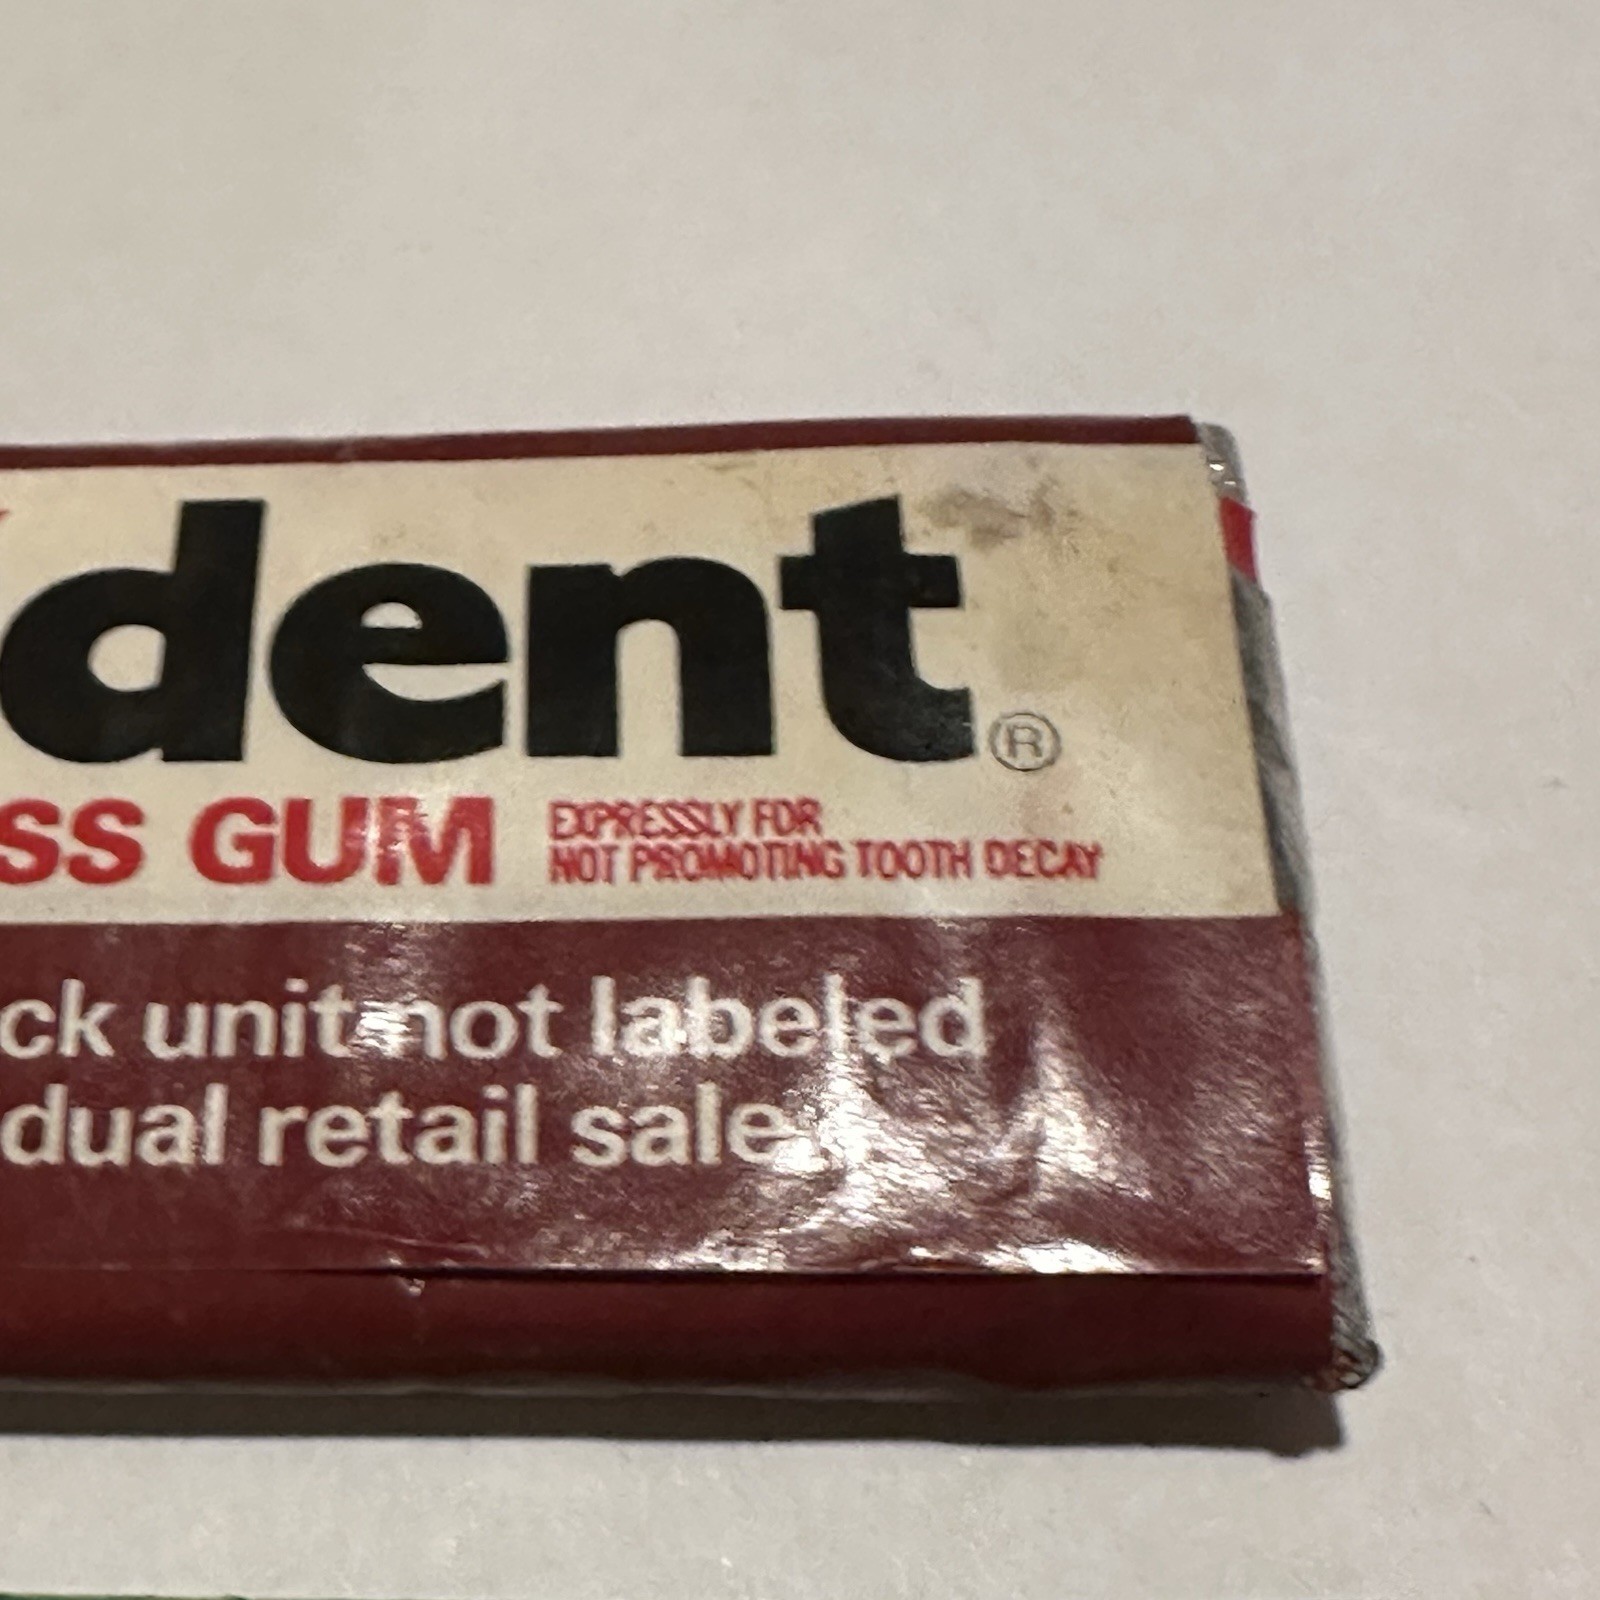 dent®
SS GUM EXPRESSLY FOR
NOT PROMOTING TOOTH DECAY
ck unit not labeled
dual retail sale.